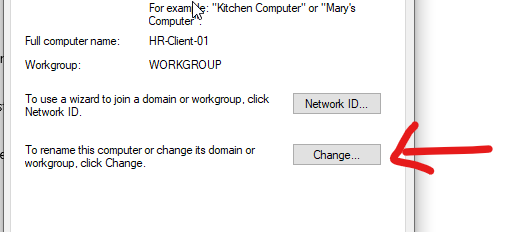 For example: "Kitchen Computer" or "Mary's
Computer".
Full computer name: HR-Client-01
Workgroup: WORKGROUP
To use a wizard to join a domain or workgroup, click
Network ID.
Network ID...
To rename this computer or change its domain or
workgroup, click Change.
Change...